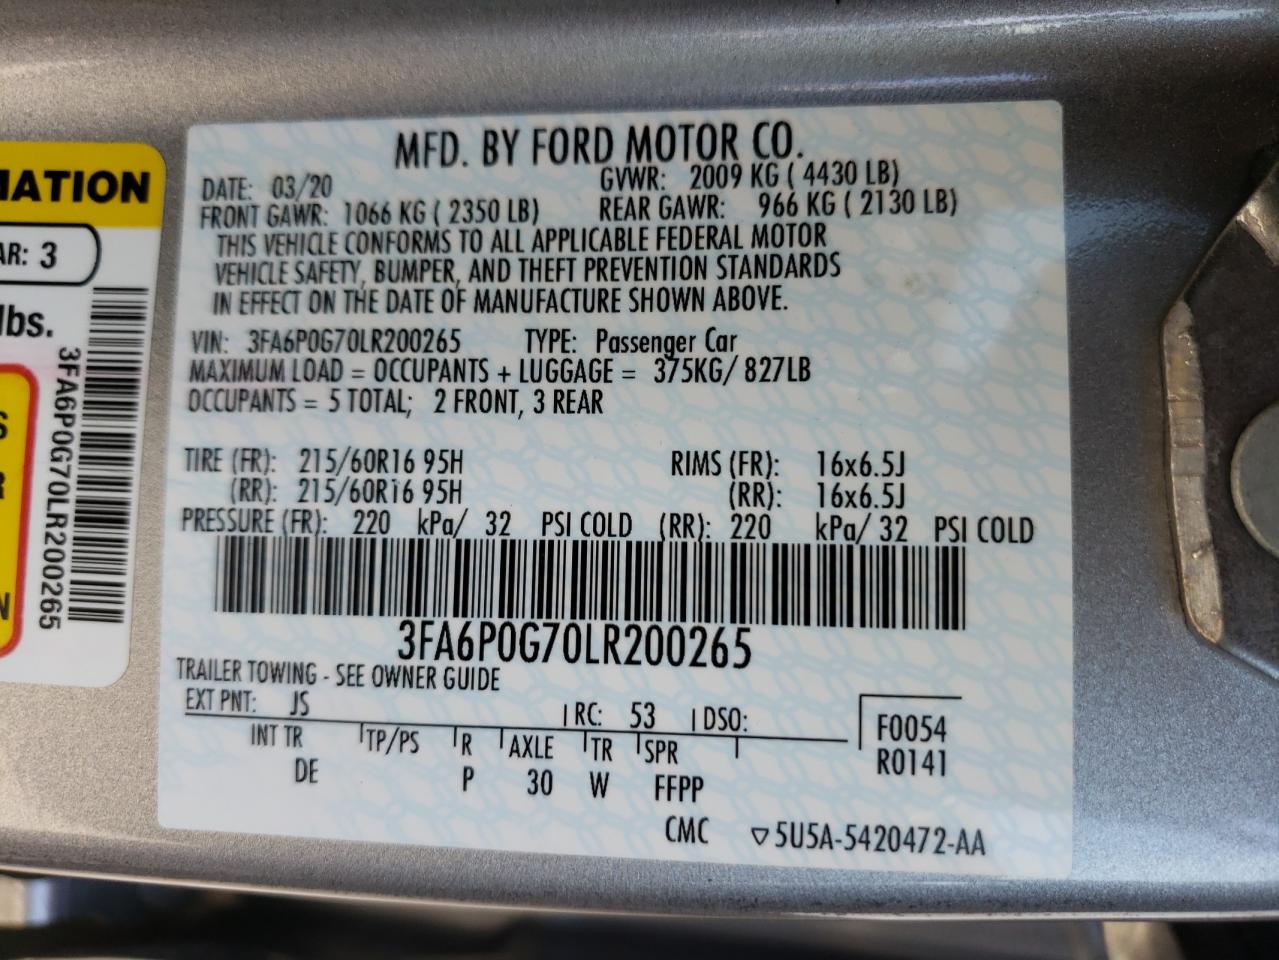 MFD. BY FORD MOTOR CO.
DATE: 03/20 GVWR: 2009 KG ( 4430 LB)
FRONT GAWR: 1066 KG ( 2350 LB) REAR GAWR: 966 KG ( 2130 LB)
THIS VEHICLE CONFORMS TO ALL APPLICABLE FEDERAL MOTOR
VEHICLE SAFETY, BUMPER, AND THEFT PREVENTION STANDARDS
IN EFFECT ON THE DATE OF MANUFACTURE SHOWN ABOVE.
VIN: 3FA6P0G70LR200265 TYPE: Passenger Car
MAXIMUM LOAD = OCCUPANTS + LUGGAGE = 375KG/ 827LB
OCCUPANTS = 5 TOTAL; 2 FRONT, 3 REAR
TIRE (FR): 215/60R16 95H RIMS (FR): 16x6.5J
(RR): 215/60R16 95H (RR): 16x6.5J
PRESSURE (FR): 220 kPa/ 32 PSI COLD (RR): 220 kPa/ 32 PSI COLD
3FA6P0G70LR200265
TRAILER TOWING - SEE OWNER GUIDE
EXT PNT: JS RC: 53 DSO:
INT TR TP/PS R AXLE TR SPR
DE P 30 W FFPP
F0054
R0141
CMC ▽5U5A-5420472-AA
MATION
AR: 3
lbs.
3FA6P0G70LR200265
S
R
N